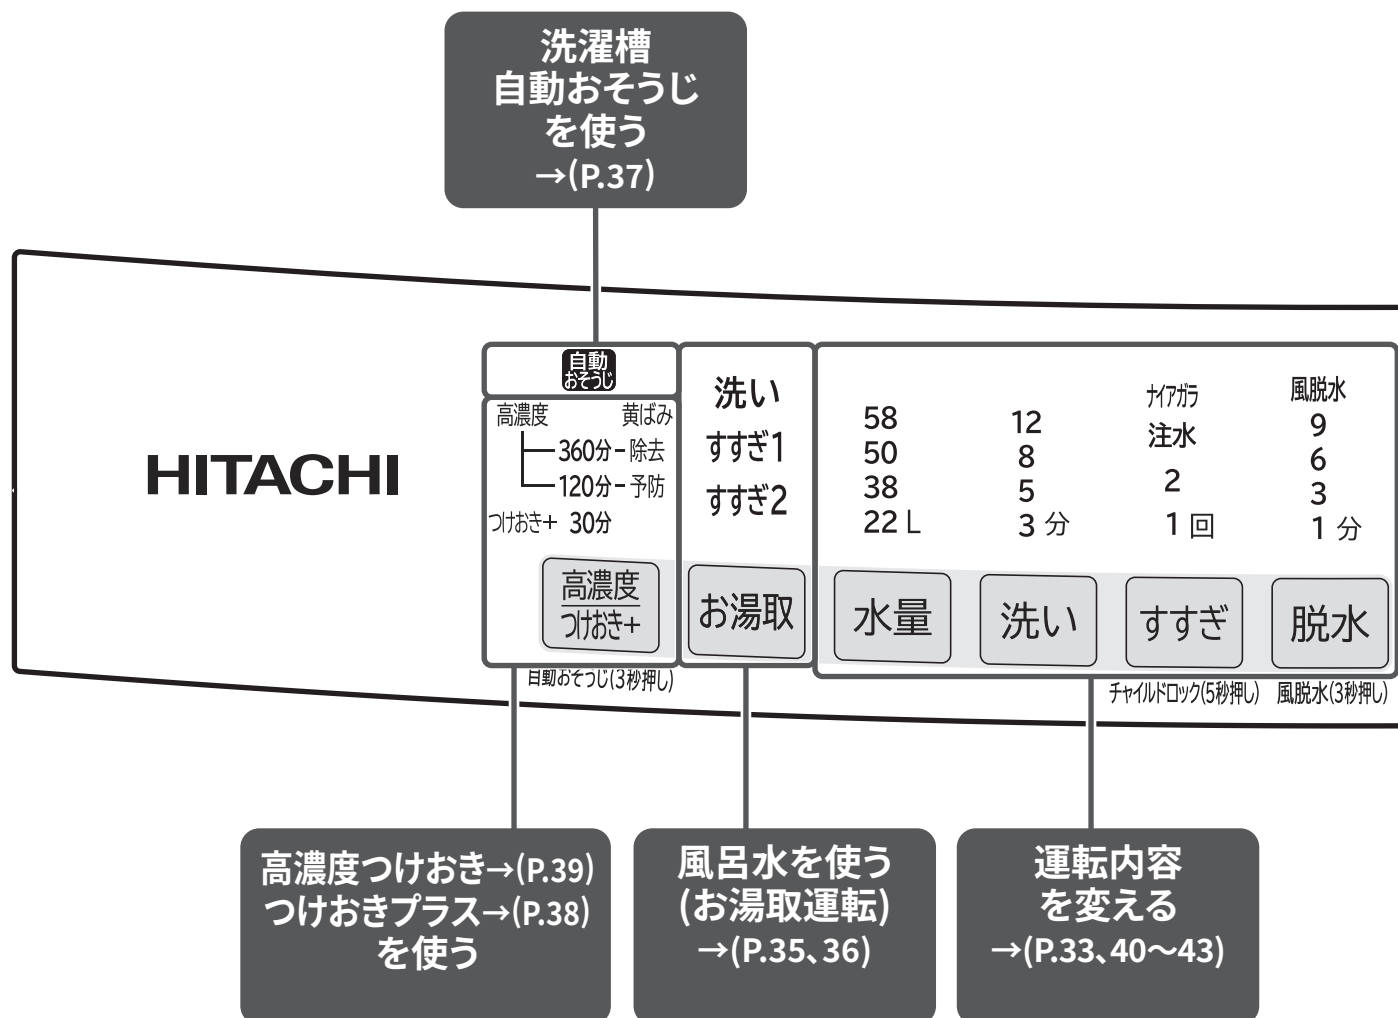 洗濯槽
自動おそうじ
を使う
→(P.37)
HITACHI
自動
おそうじ
高濃度 黄ばみ
360分-除去
120分-予防
つけおき+ 30分
高濃度
つけおき+
自動おそうじ(3秒押し)
洗い
すすぎ1
すすぎ2
お湯取
58
50
38
22 L
水量
12
8
5
3 分
洗い
ナイアガラ
注水
2
1 回
すすぎ
チャイルドロック(5秒押し)
風脱水
9
6
3
1 分
脱水
風脱水(3秒押し)
高濃度つけおき→(P.39)
つけおきプラス→(P.38)
を使う
風呂水を使う
(お湯取運転)
→(P.35、36)
運転内容
を変える
→(P.33、40~43)